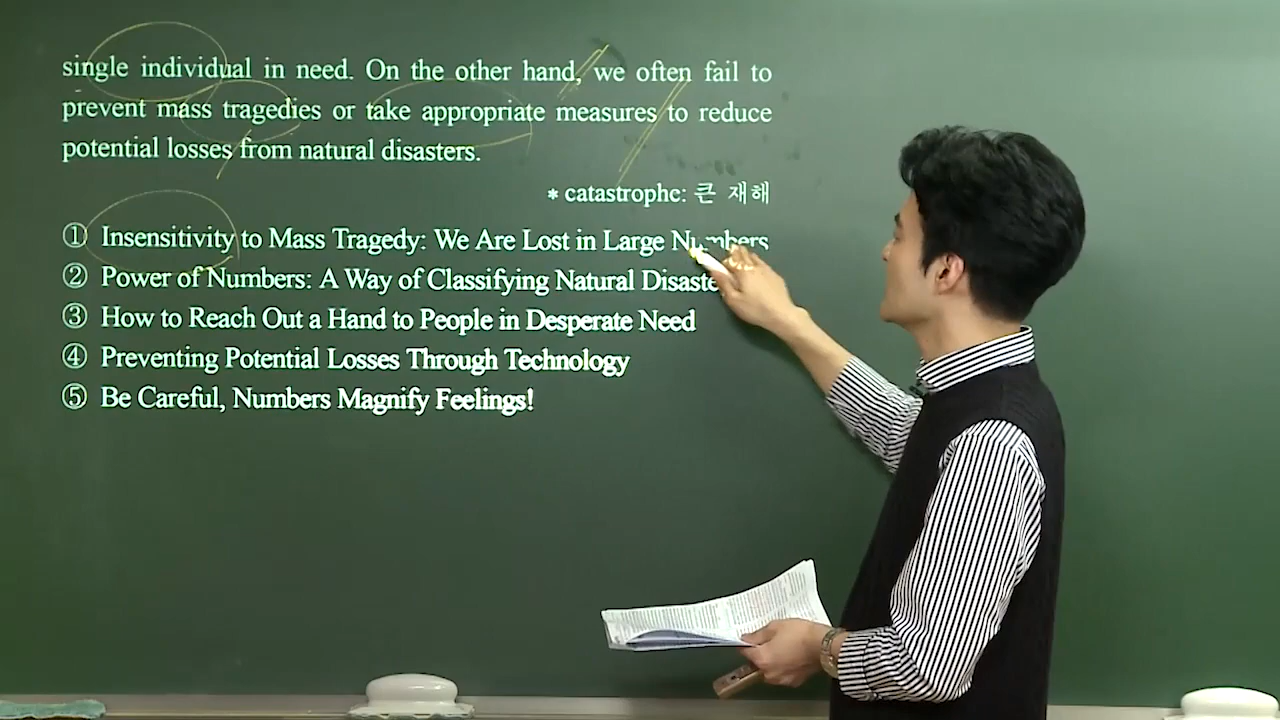 single individual in need. On the other hand, we often fail to
prevent mass tragedies or take appropriate measures to reduce
potential losses from natural disasters.
* catastrophe: 큰 재해
① Insensitivity to Mass Tragedy: We Are Lost in Large Numbers
② Power of Numbers: A Way of Classifying Natural
③ How to Reach Out a Hand to People in Desperate Need
④ Preventing Potential Losses Through Technology
⑤ Be Careful, Numbers Magnify Feelings!